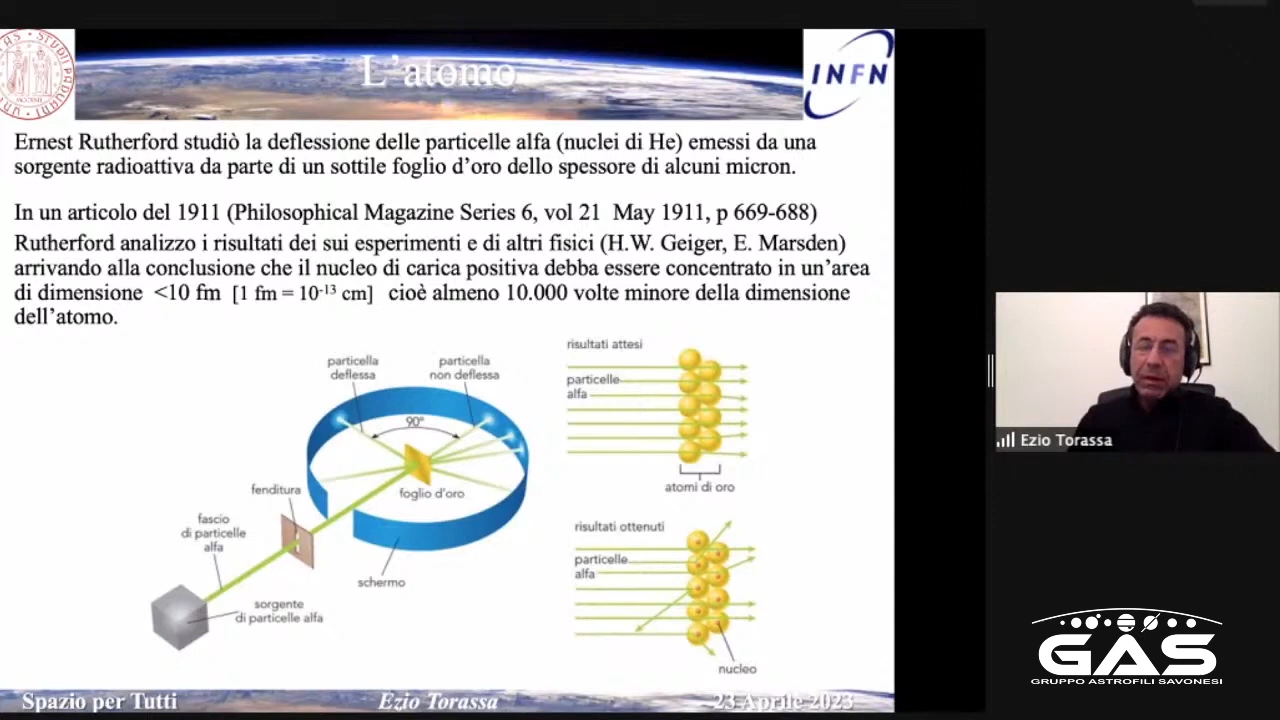 L'atomo
INFN
Ernest Rutherford studiò la deflessione delle particelle alfa (nuclei di He) emessi da una
sorgente radioattiva da parte di un sottile foglio d'oro dello spessore di alcuni micron.
In un articolo del 1911 (Philosophical Magazine Series 6, vol 21 May 1911, p 669-688)
Rutherford analizzo i risultati dei sui esperimenti e di altri fisici (H.W. Geiger, E. Marsden)
arrivando alla conclusione che il nucleo di carica positiva debba essere concentrato in un'area
di dimensione <10 fm [1 fm = 10⁻¹³ cm] cioè almeno 10.000 volte minore della dimensione
dell'atomo.
particella
deflessa
particella
non deflessa
90°
foglio d'oro
fenditura
fascio
di particelle
alfa
schermo
sorgente
di particelle alfa
risultati attesi
particelle
alfa
atomi di oro
risultati ottenuti
particelle
alfa
nucleo
Ezio Torassa
GAS
GRUPPO ASTROFILI SAVONESI
Spazio per Tutti
Ezio Torassa
23 Aprile 2023